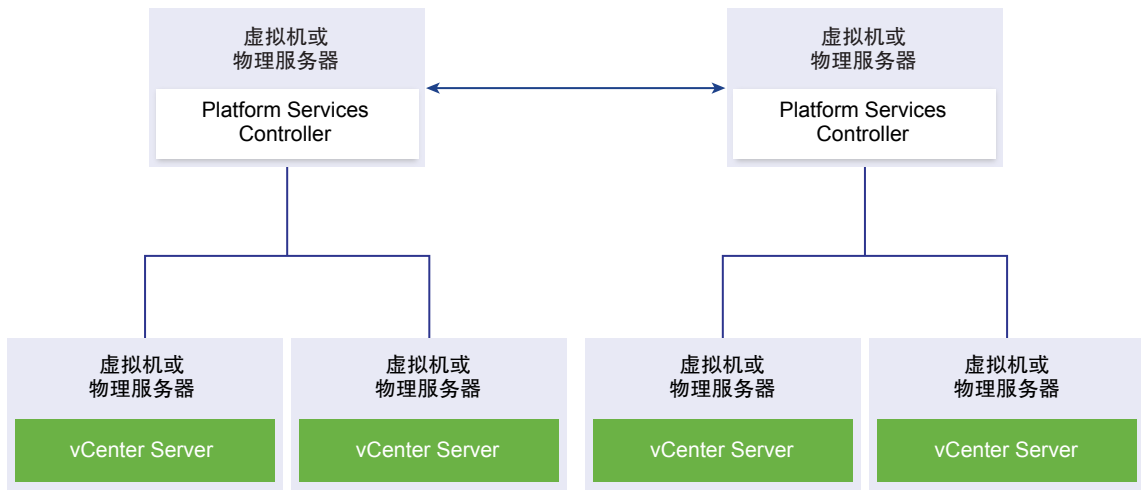 虚拟机或
物理服务器
Platform Services
Controller
虚拟机或
物理服务器
Platform Services
Controller
虚拟机或
物理服务器
vCenter Server
虚拟机或
物理服务器
vCenter Server
虚拟机或
物理服务器
vCenter Server
虚拟机或
物理服务器
vCenter Server